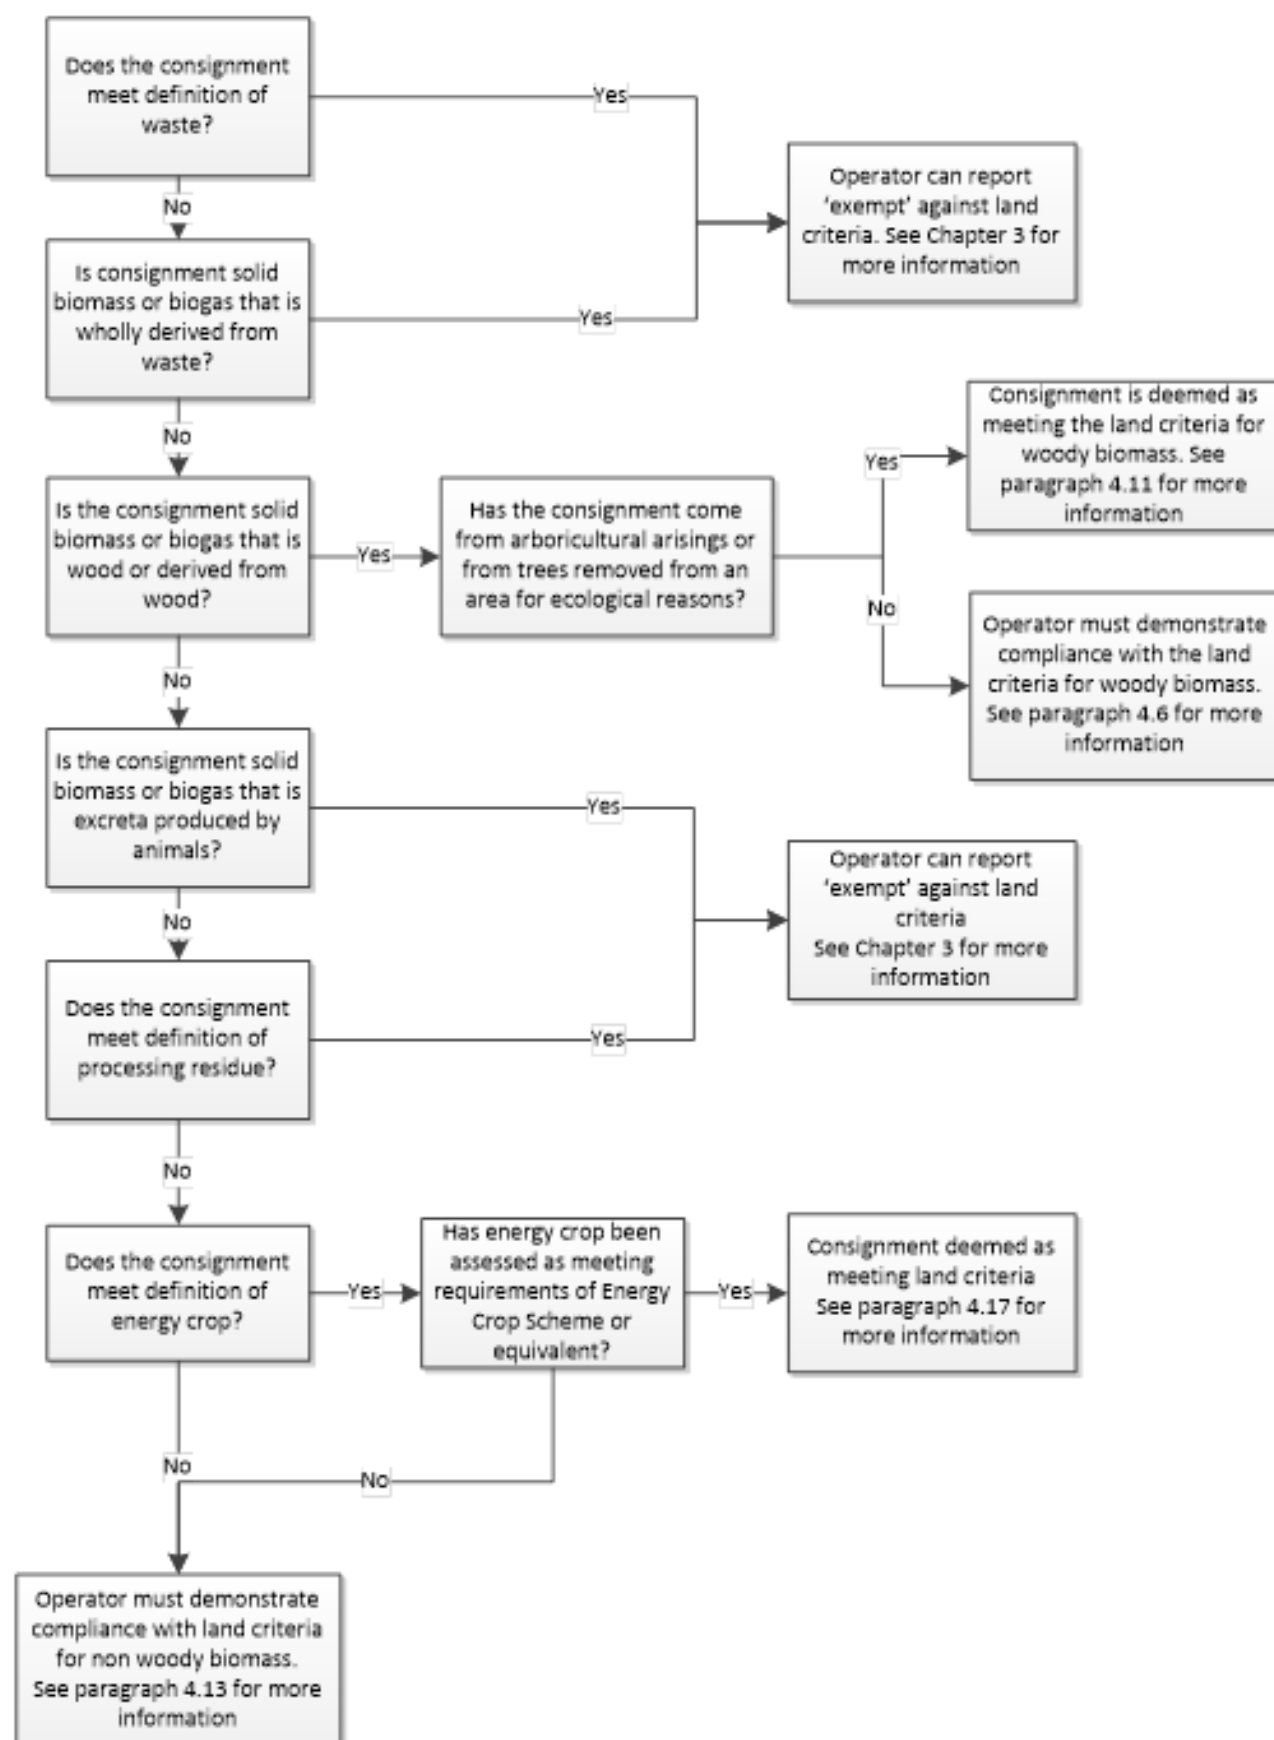 Does the consignment
meet definition of
waste?
Yes
Operator can report
‘exempt’ against land
criteria. See Chapter 3 for
more information
No
Is consignment solid
biomass or biogas that is
wholly derived from
waste?
Yes
No
Is the consignment solid
biomass or biogas that is
wood or derived from
wood?
Yes
Has the consignment come
from arboricultural arisings or
from trees removed from an
area for ecological reasons?
Yes
Consignment is deemed as
meeting the land criteria for
woody biomass. See
paragraph 4.11 for more
information
No
Operator must demonstrate
compliance with the land
criteria for woody biomass.
See paragraph 4.6 for more
information
No
Is the consignment solid
biomass or biogas that is
excreta produced by
animals?
Yes
Operator can report
‘exempt’ against land
criteria
See Chapter 3 for more
information
No
Does the consignment
meet definition of
processing residue?
Yes
No
Does the consignment
meet definition of
energy crop?
Yes
Has energy crop been
assessed as meeting
requirements of Energy
Crop Scheme or
equivalent?
Yes
Consignment deemed as
meeting land criteria
See paragraph 4.17 for
more information
No
No
Operator must demonstrate
compliance with land criteria
for non woody biomass.
See paragraph 4.13 for more
information